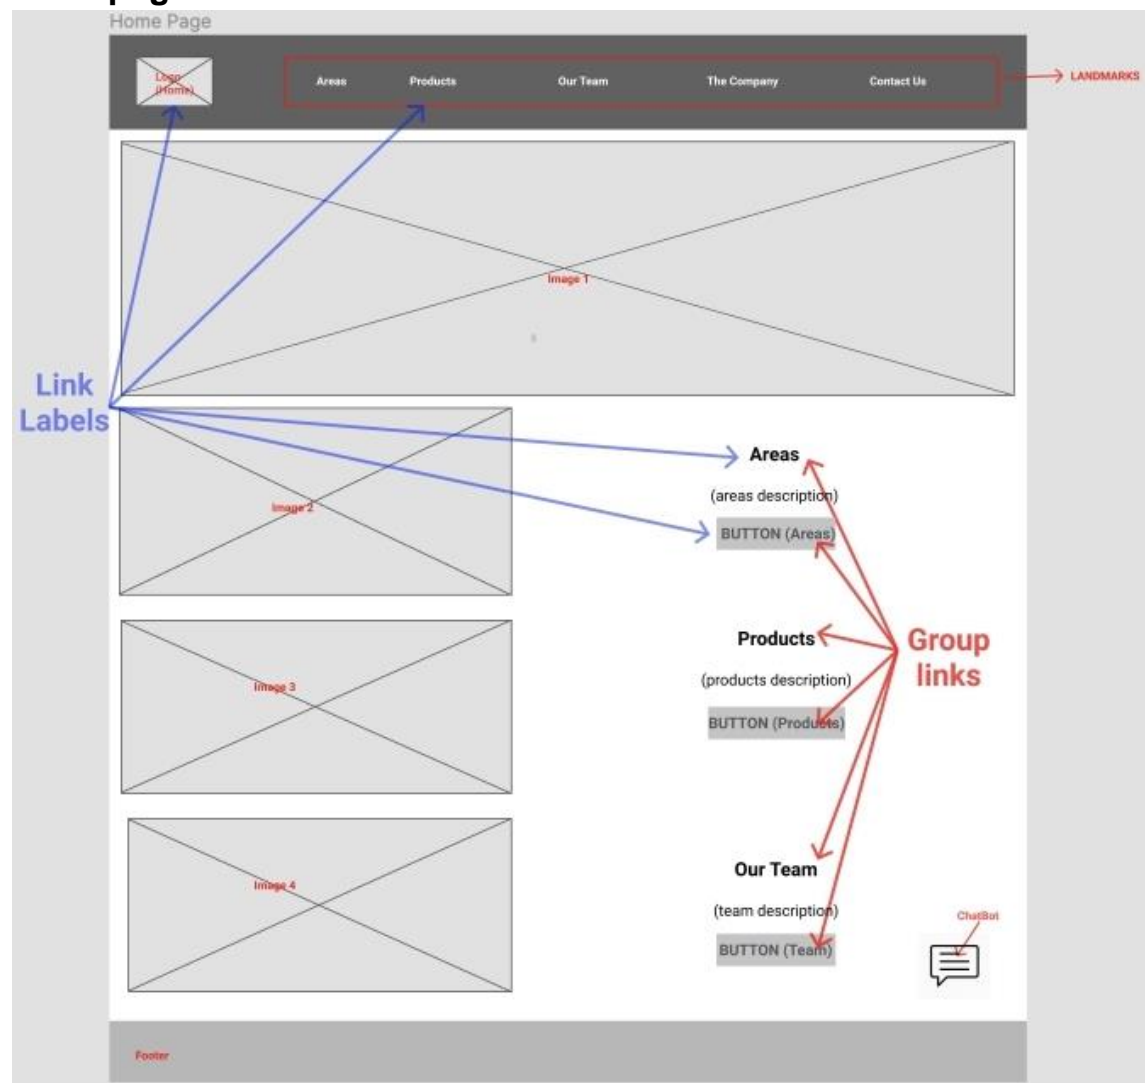 Home Page
Logo
(Home)
Areas
Products
Our Team
The Company
Contact Us
LANDMARKS
Image 1
Link
Labels
Image 2
Areas
(areas description)
BUTTON (Areas)
Image 3
Products
(products description)
BUTTON (Products)
Group
links
Image 4
Our Team
(team description)
BUTTON (Team)
ChatBot
Footer